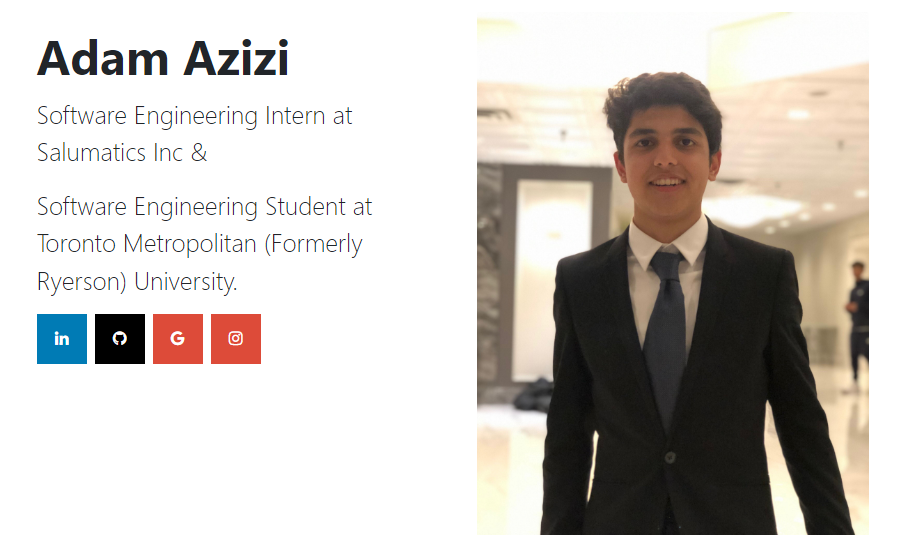 Adam Azizi
Software Engineering Intern at
Salumatics Inc &
Software Engineering Student at
Toronto Metropolitan (Formerly
Ryerson) University.
in
G